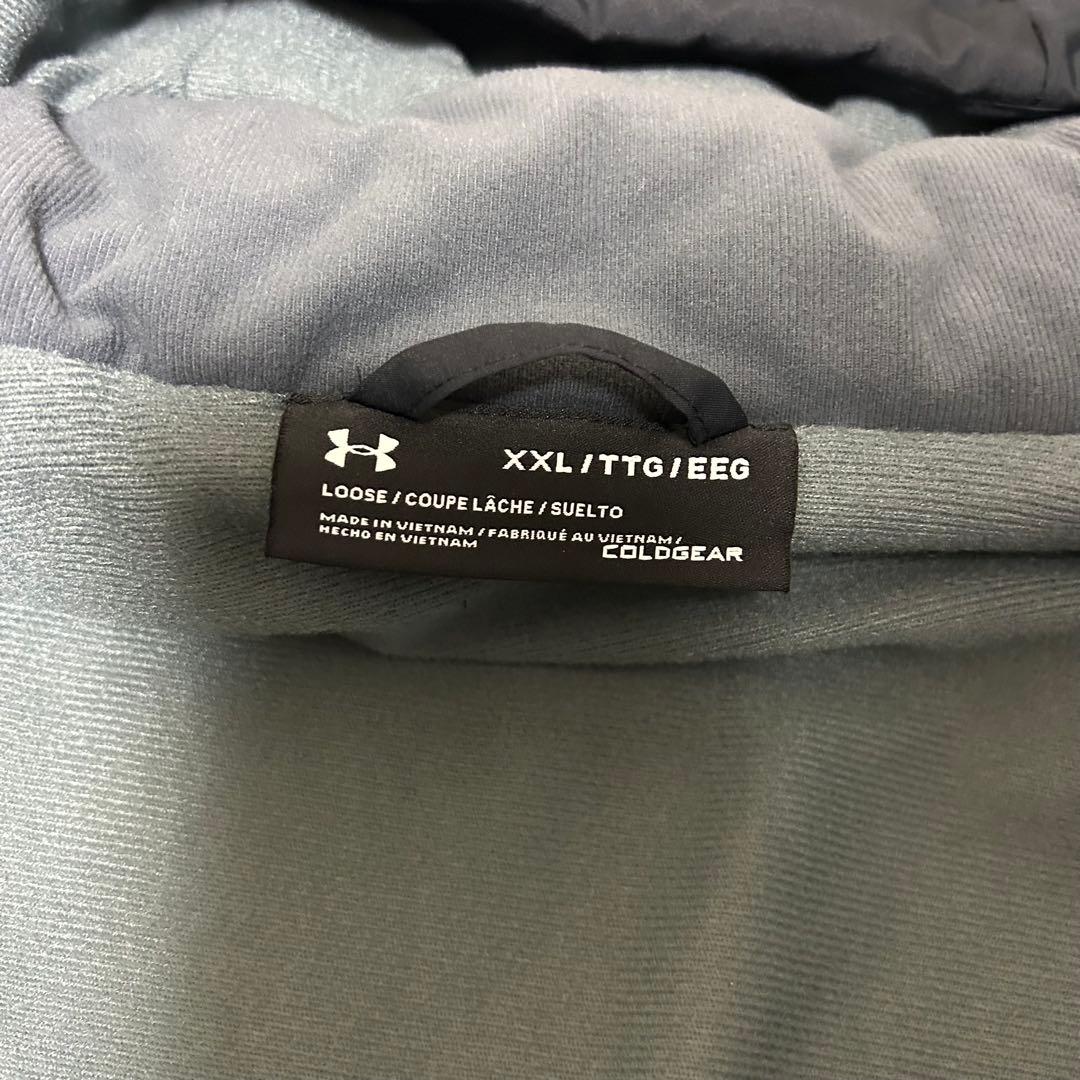 XXL / TTG / EEG
LOOSE / COUPE LÂCHE / SUELTO
MADE IN VIETNAM / FABRIQUÉ AU VIETNAM /
HECHO EN VIETNAM
COLDGEAR